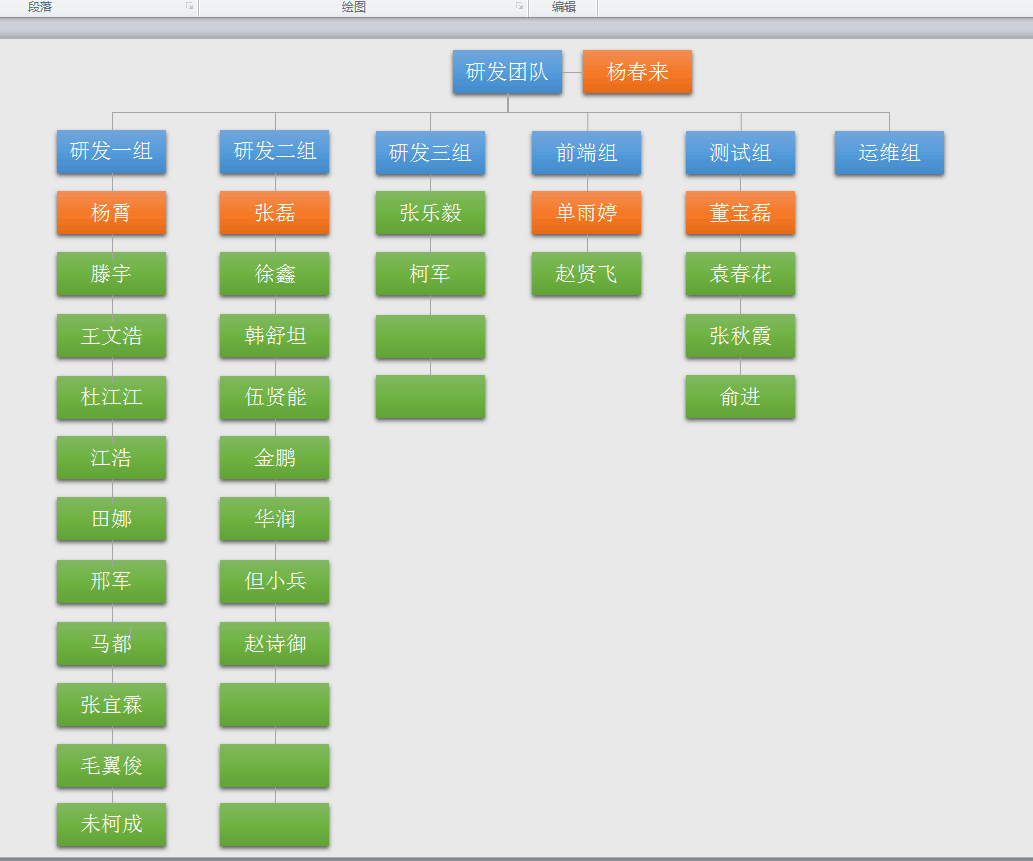 段落 绘图 编辑
研发团队 杨春来
研发一组 研发二组 研发三组 前端组 测试组 运维组
杨霄 张磊 张乐毅 单雨婷 董宝磊
滕宇 徐鑫 柯军 赵贤飞 袁春花
王文浩 韩舒坦 张秋霞
杜江江 伍贤能 俞进
江浩 金鹏
田娜 华润
邢军 但小兵
马都 赵诗御
张宜霖
毛翼俊
未柯成